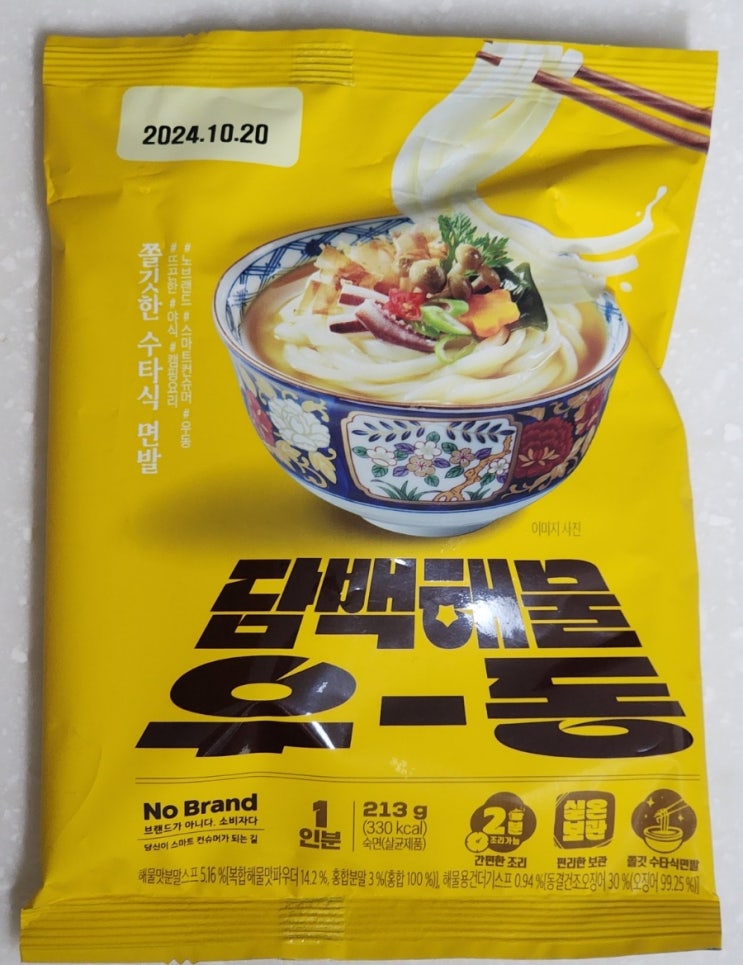 2024.10.20
#노브랜드 #스마트컨슈머 #우동
#뜨끈한 #야식 #캠핑요리
쫄깃한 수타식 면발
이미지 사진
담백해물
우-동
No Brand
브랜드가 아니다. 소비자다
당신이 스마트 컨슈머가 되는 길
1
인분
213 g
(330 kcal)
숙면(살균제품)
2분
조리가능
간편한 조리
실온
보관
편리한 보관
쫄깃 수타식면발
해물맛분말스프 5.16 %[복합해물맛파우더 14.2 %, 홍합분말 3 %(홍합 100 %)], 해물용건더기스프 0.94 %[동결건조오징어 30 %(오징어 99.25 %)]